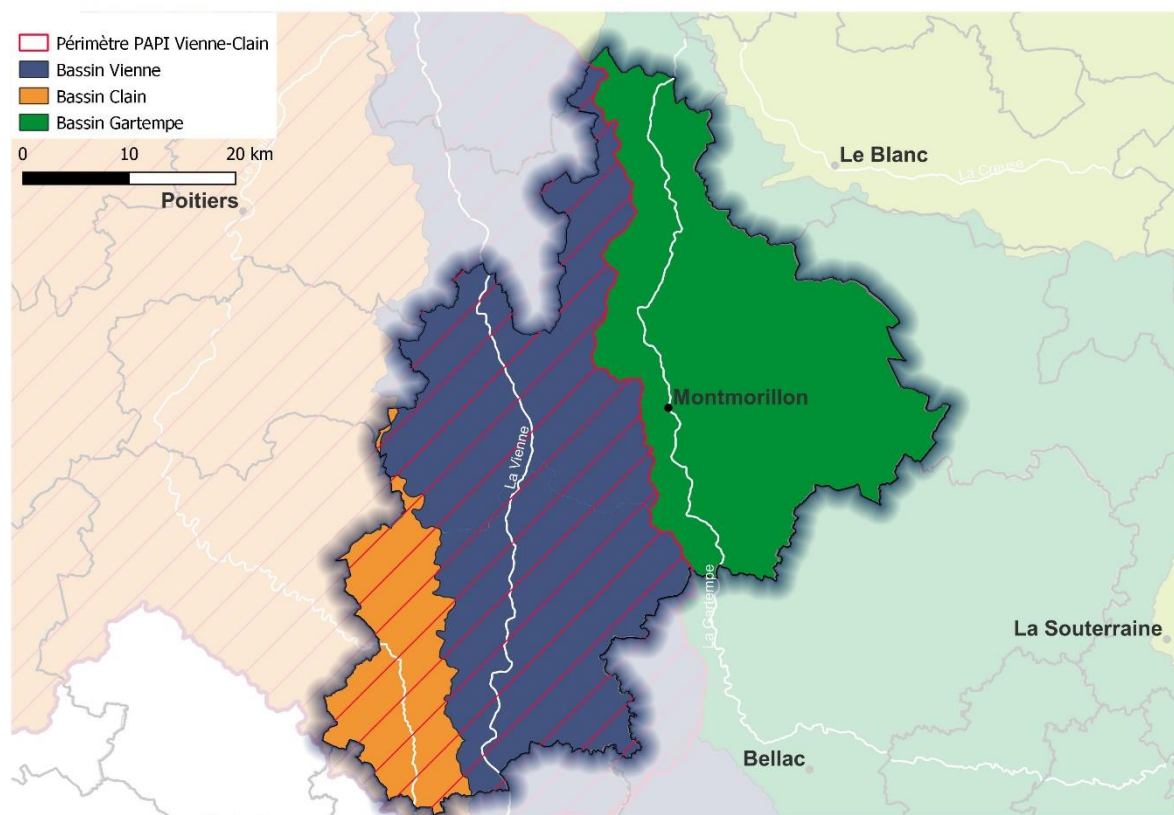 Périmètre PAPI Vienne-Clain
Bassin Vienne
Bassin Clain
Bassin Gartempe
0 10 20 km
Poitiers
Le Blanc
La Creuse
Montmorillon
La Vienne
La Gartempe
La Souterraine
Bellac